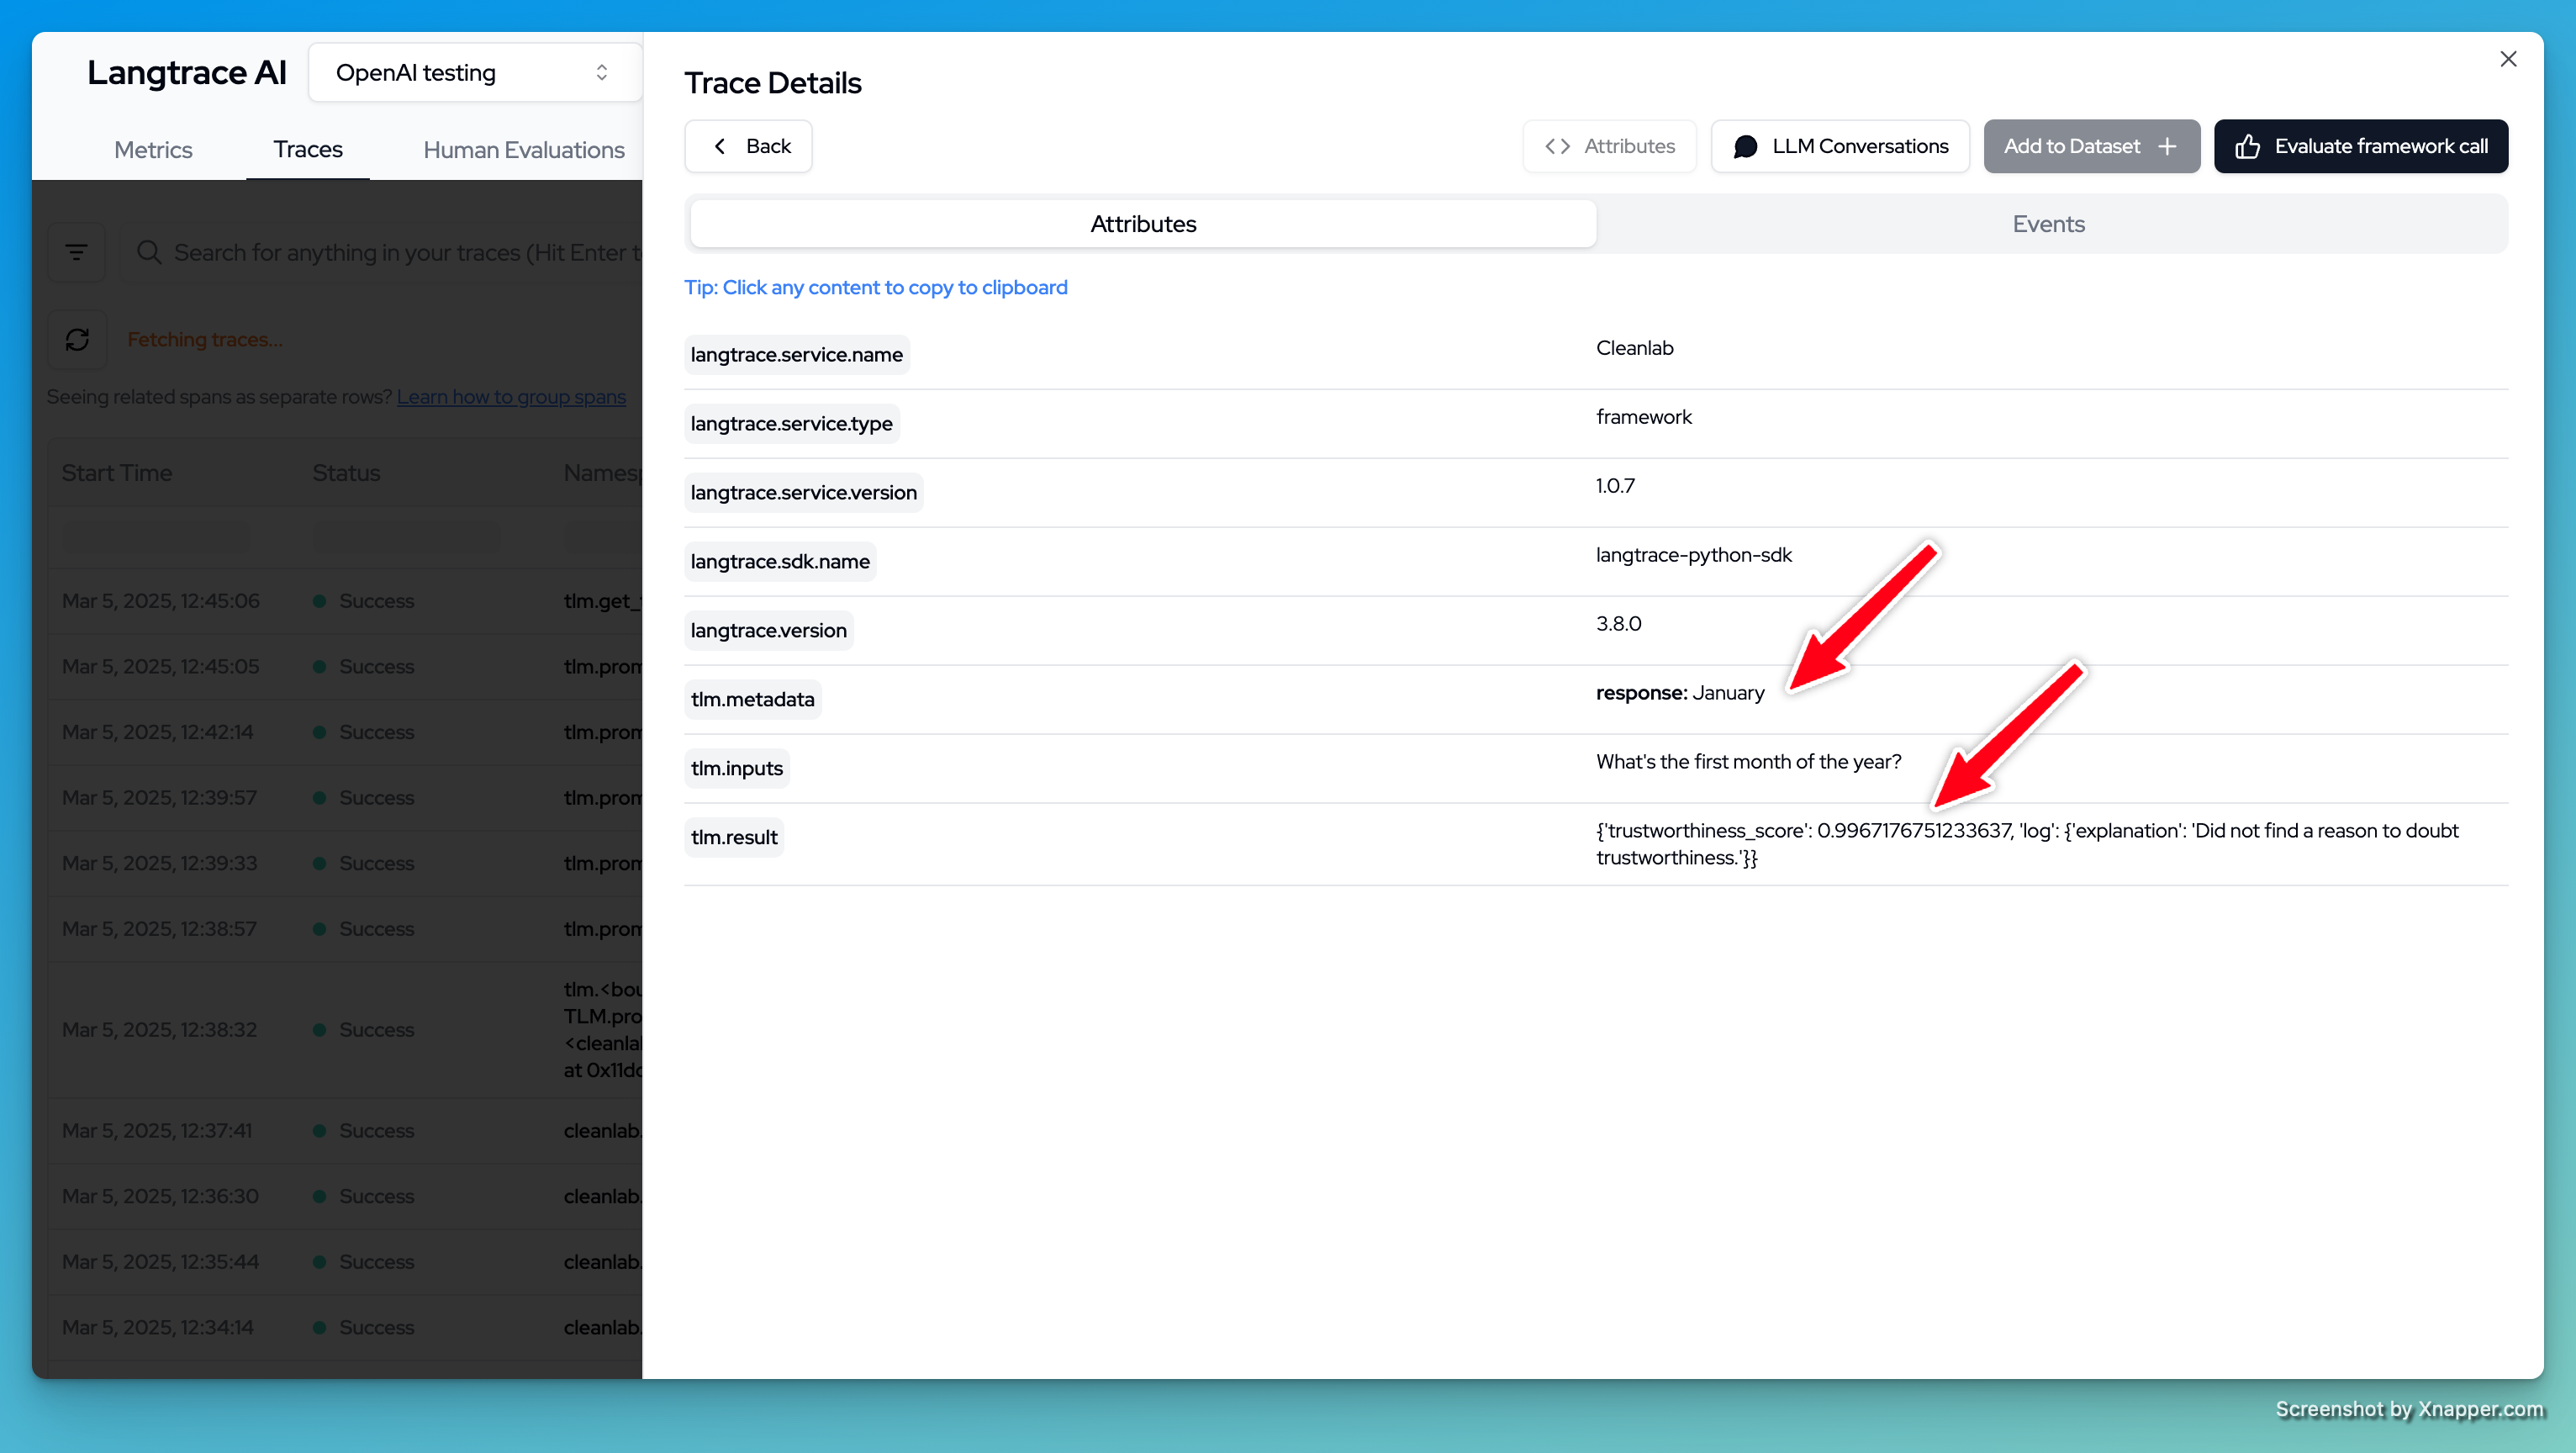 Langtrace AI
OpenAI testing
Metrics
Traces
Human Evaluations
Search for anything in your traces (Hit Enter t
Fetching traces...
Seeing related spans as separate rows? Learn how to group spans
Start Time Status Names
Mar 5, 2025, 12:45:06 Success tlm.get_
Mar 5, 2025, 12:45:05 Success tlm.pro
Mar 5, 2025, 12:42:14 Success tlm.pro
Mar 5, 2025, 12:39:57 Success tlm.pro
Mar 5, 2025, 12:39:33 Success tlm.pro
Mar 5, 2025, 12:38:57 Success tlm.pro
tlm.<bou
TLM.pro
Mar 5, 2025, 12:38:32 Success
<cleanla
at 0x11dc
Mar 5, 2025, 12:37:41 Success cleanlab.
Mar 5, 2025, 12:36:30 Success cleanlab.
Mar 5, 2025, 12:35:44 Success cleanlab.
Mar 5, 2025, 12:34:14 Success cleanlab.
Trace Details
Back
Attributes
LLM Conversations
Add to Dataset +
Evaluate framework call
Attributes
Events
Tip: Click any content to copy to clipboard
langtrace.service.name Cleanlab
langtrace.service.type framework
langtrace.service.version 1.0.7
langtrace.sdk.name langtrace-python-sdk
langtrace.version 3.8.0
tlm.metadata response: January
tlm.inputs What's the first month of the year?
tlm.result {'trustworthiness_score': 0.9967176751233637, 'log': {'explanation': 'Did not find a reason to doubt
trustworthiness.'}}
Screenshot by Xnapper.com